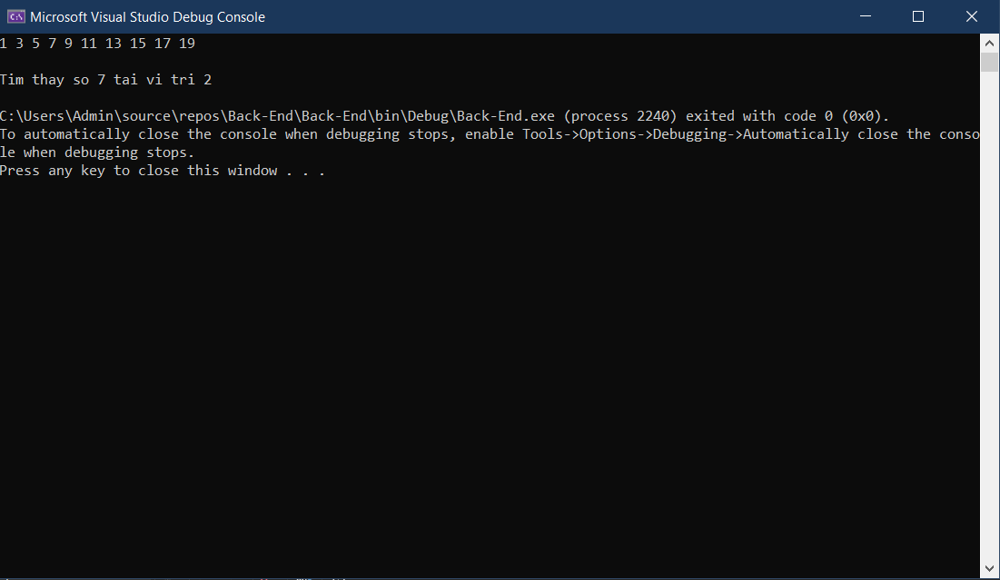 Microsoft Visual Studio Debug Console
1 3 5 7 9 11 13 15 17 19
Tim thay so 7 tai vi tri 2
C:\Users\Admin\source\repos\Back-End\Back-End\bin\Debug\Back-End.exe (process 2240) exited with code 0 (0x0).
To automatically close the console when debugging stops, enable Tools->Options->Debugging->Automatically close the conso
le when debugging stops.
Press any key to close this window . . .